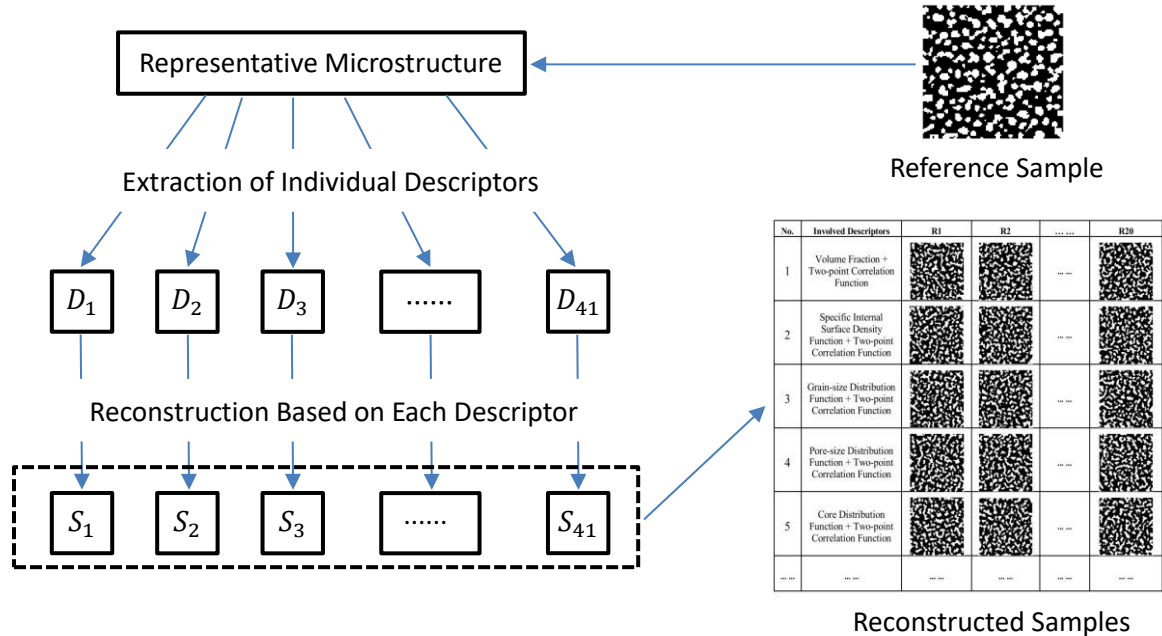 Representative Microstructure
Reference Sample
Extraction of Individual Descriptors
D₁ D₂ D₃ ...... D₄₁
Reconstruction Based on Each Descriptor
S₁ S₂ S₃ ...... S₄₁
No. Involved Descriptors R1 R2 ... ... R20
1 Volume Fraction +
Two-point Correlation
Function
... ...
2 Specific Internal
Surface Density
Function + Two-point
Correlation Function
... ...
3 Grain-size Distribution
Function + Two-point
Correlation Function
... ...
4 Pore-size Distribution
Function + Two-point
Correlation Function
... ...
5 Core Distribution
Function + Two-point
Correlation Function
... ...
... ... ... ... ... ... ... ... ... ... ... ...
Reconstructed Samples